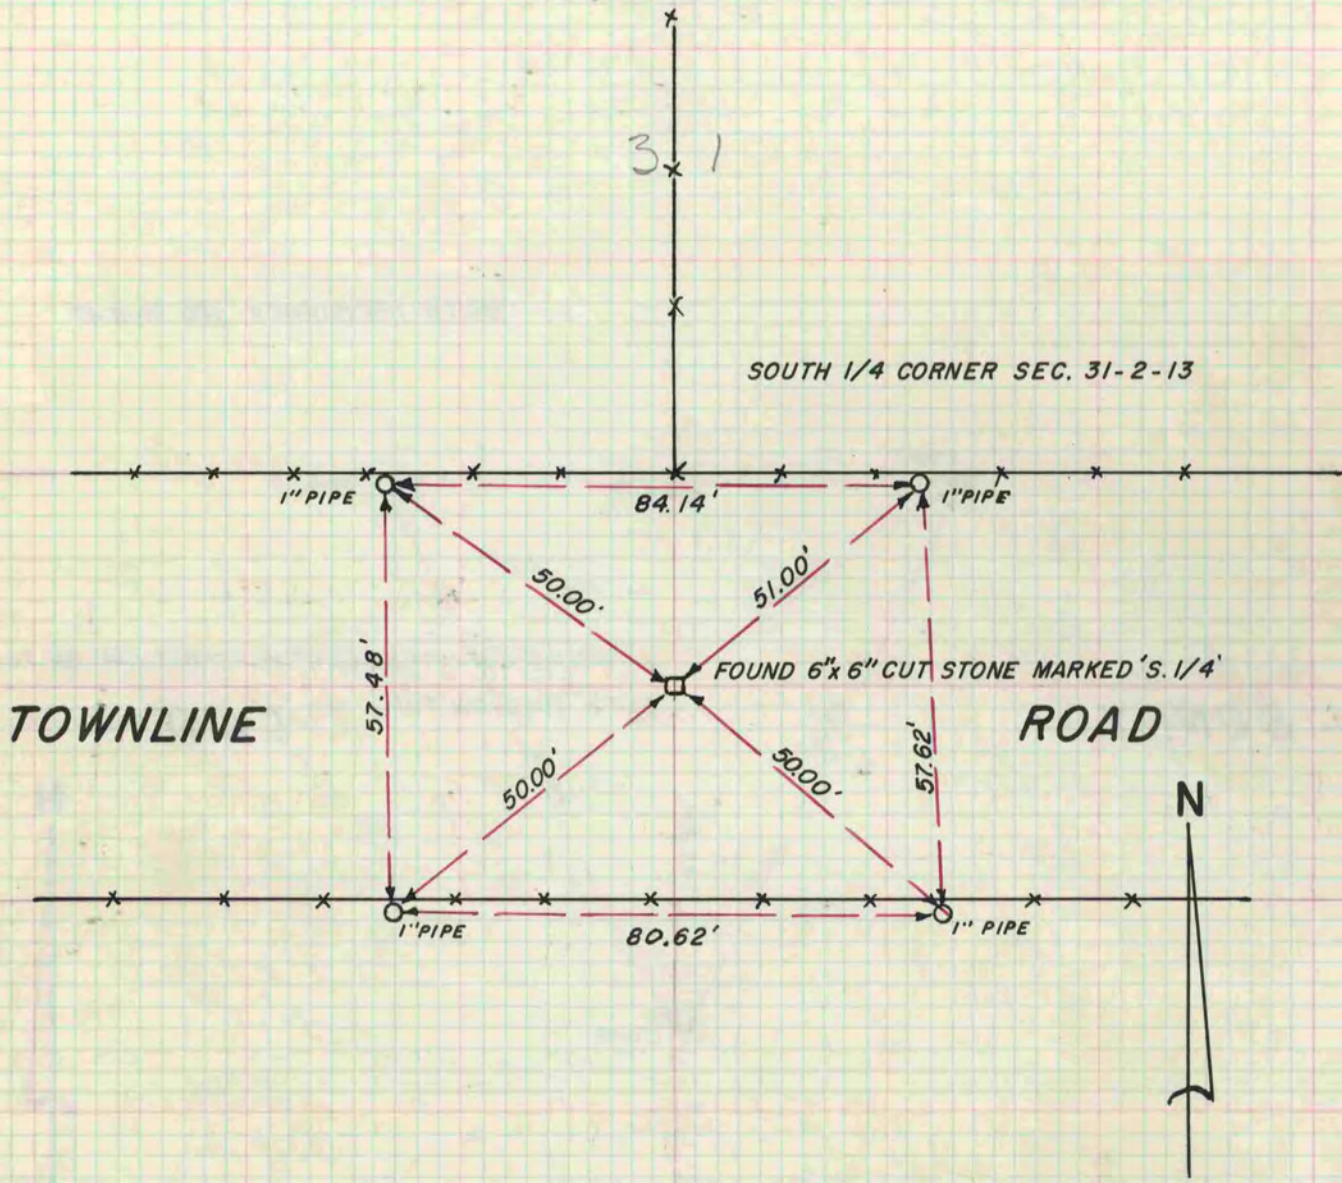 3 1
SOUTH 1/4 CORNER SEC. 31-2-13
1" PIPE
84.14'
1" PIPE
50.00'
51.00'
57.48'
FOUND 6" x 6" CUT STONE MARKED 'S. 1/4'
TOWNLINE
ROAD
57.62'
50.00'
50.00'
N
1" PIPE
80.62'
1" PIPE